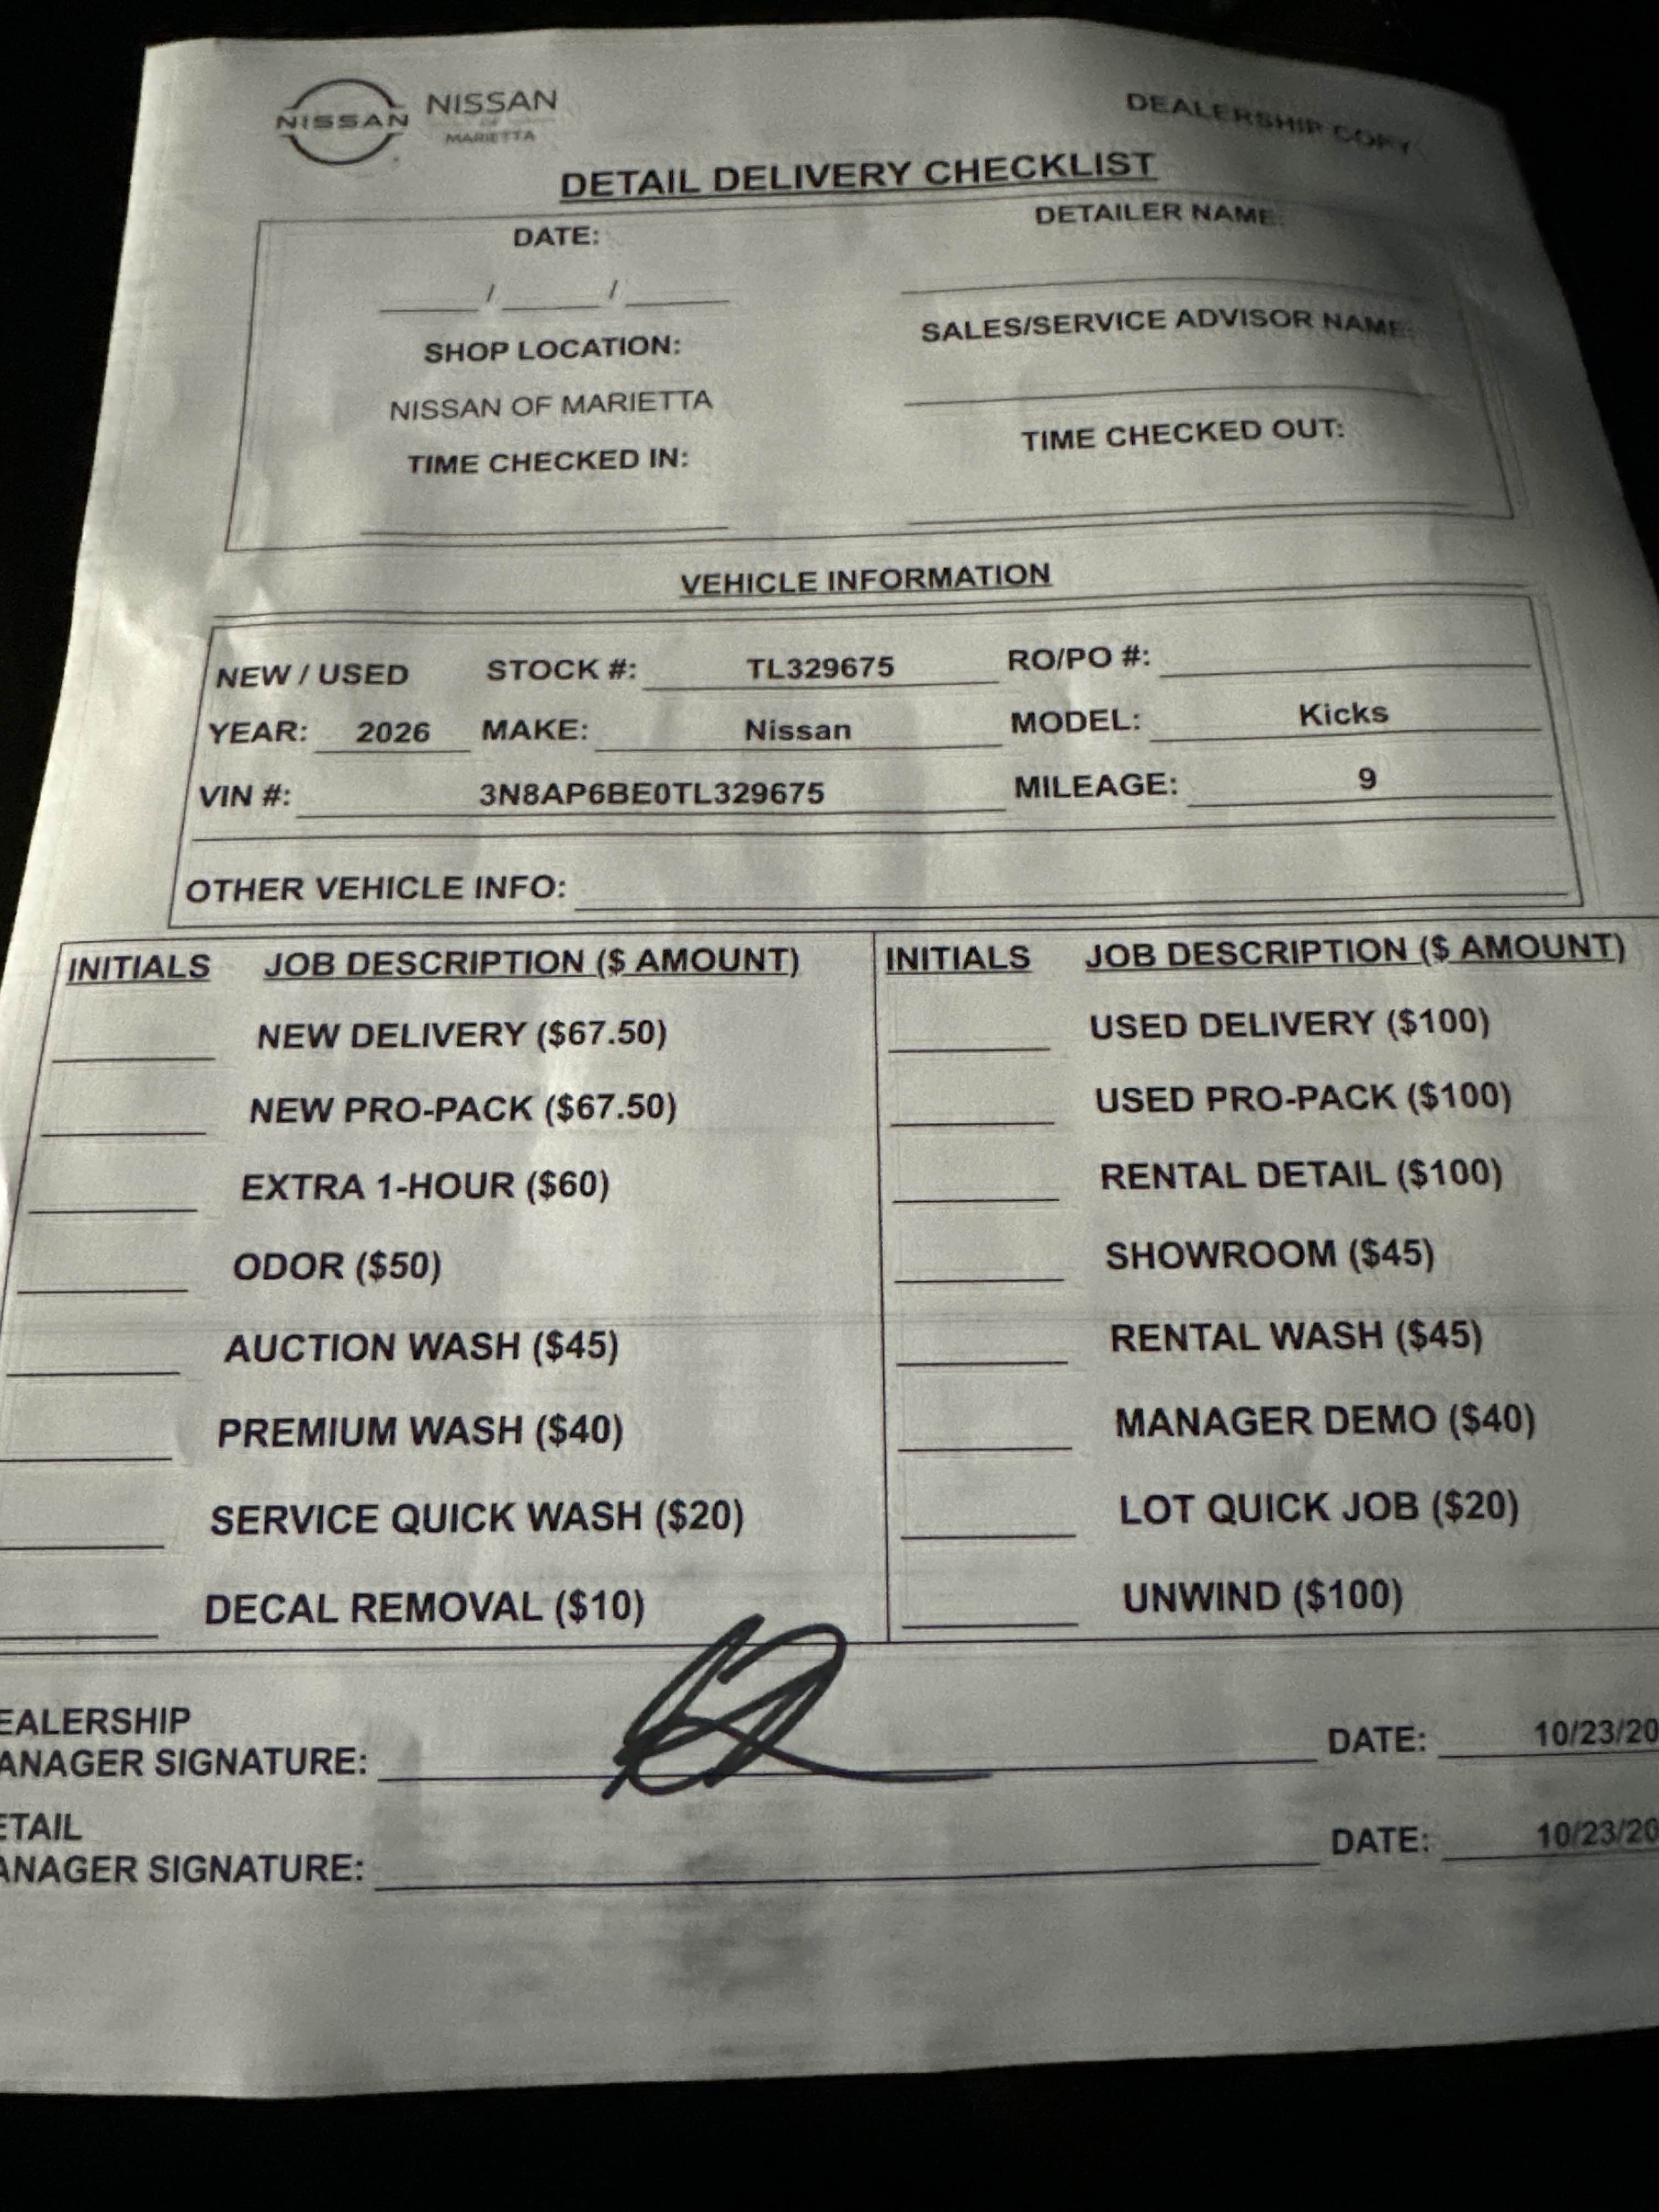 NISSAN NISSAN
OF
MARIETTA
DEALERSHIP COPY
DETAIL DELIVERY CHECKLIST
DATE: DETAILER NAME:
/ /
SHOP LOCATION: SALES/SERVICE ADVISOR NAME:
NISSAN OF MARIETTA
TIME CHECKED IN: TIME CHECKED OUT:
VEHICLE INFORMATION
NEW / USED STOCK #: TL329675 RO/PO #:
YEAR: 2026 MAKE: Nissan MODEL: Kicks
VIN #: 3N8AP6BE0TL329675 MILEAGE: 9
OTHER VEHICLE INFO:
INITIALS JOB DESCRIPTION ($ AMOUNT) INITIALS JOB DESCRIPTION ($ AMOUNT)
NEW DELIVERY ($67.50) USED DELIVERY ($100)
NEW PRO-PACK ($67.50) USED PRO-PACK ($100)
EXTRA 1-HOUR ($60) RENTAL DETAIL ($100)
ODOR ($50) SHOWROOM ($45)
AUCTION WASH ($45) RENTAL WASH ($45)
PREMIUM WASH ($40) MANAGER DEMO ($40)
SERVICE QUICK WASH ($20) LOT QUICK JOB ($20)
DECAL REMOVAL ($10) UNWIND ($100)
EALERSHIP
ANAGER SIGNATURE: DATE: 10/23/20
ETAIL
ANAGER SIGNATURE: DATE: 10/23/20